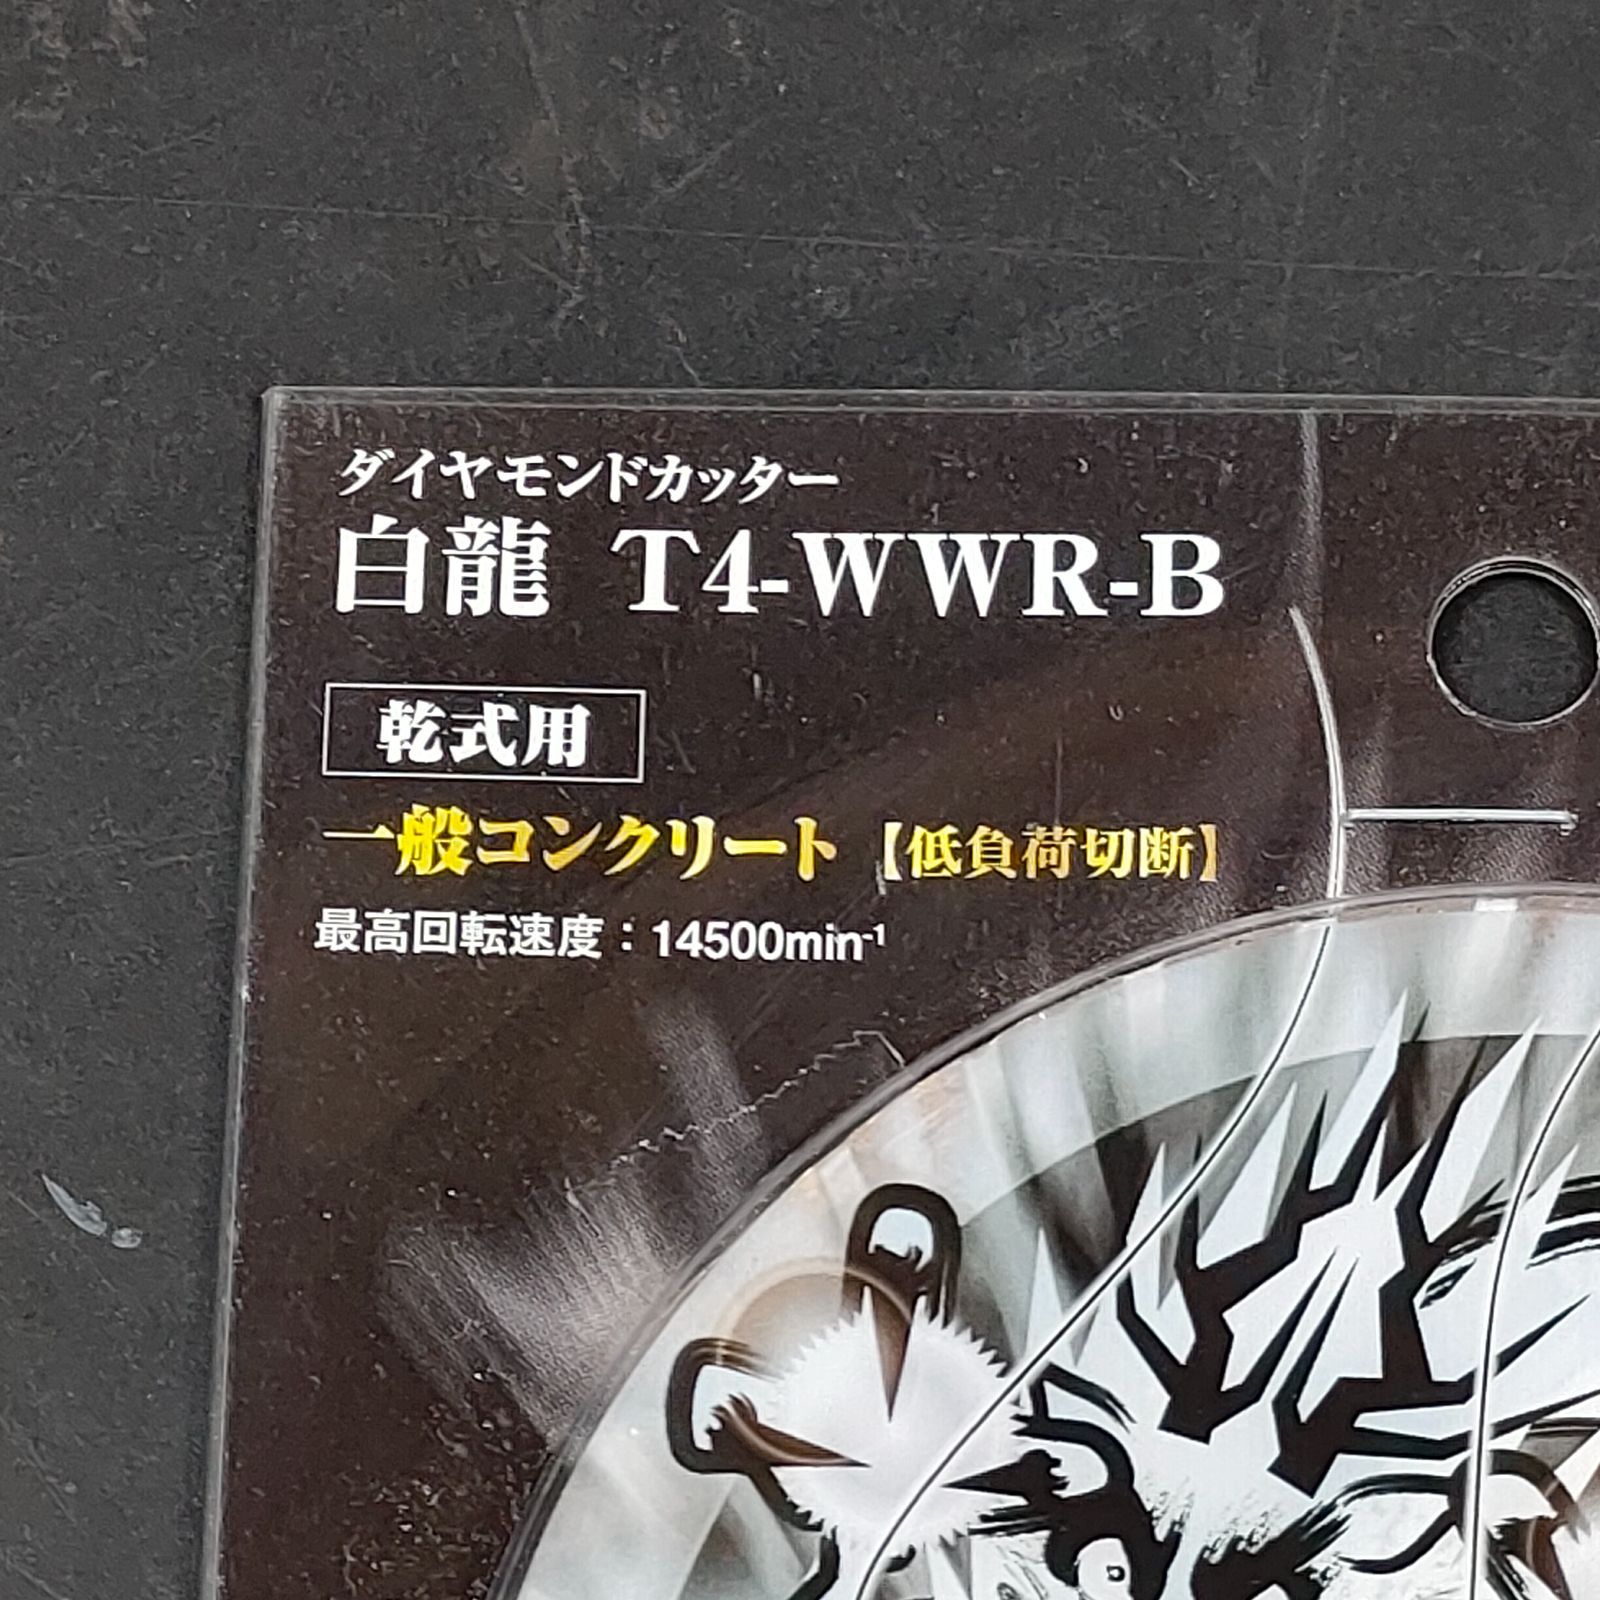 ダイヤモンドカッター
白龍 T4-WWR-B
乾式用
一般コンクリート【低負荷切断】
最高回転速度：14500min⁻¹